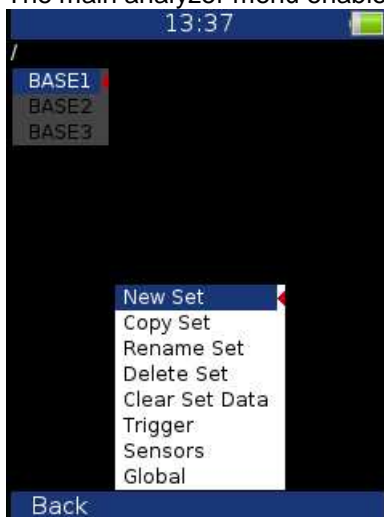 The main analyzer menu enable
13:37
/
BASE1
BASE2
BASE3
New Set
Copy Set
Rename Set
Delete Set
Clear Set Data
Trigger
Sensors
Global
Back